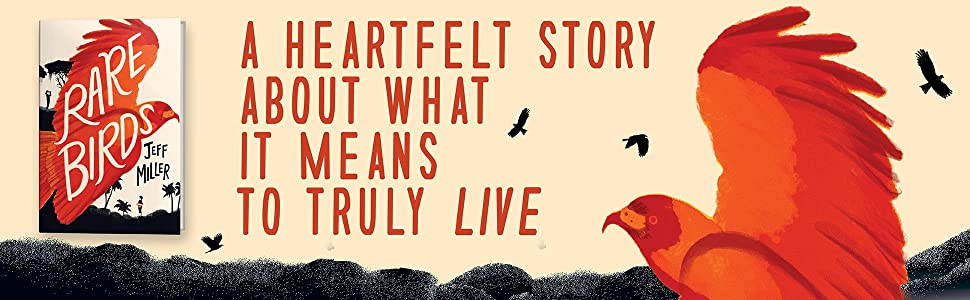 RARE
BIRDS
JEFF
MILLER
A HEARTFELT STORY
ABOUT WHAT
IT MEANS
TO TRULY LIVE